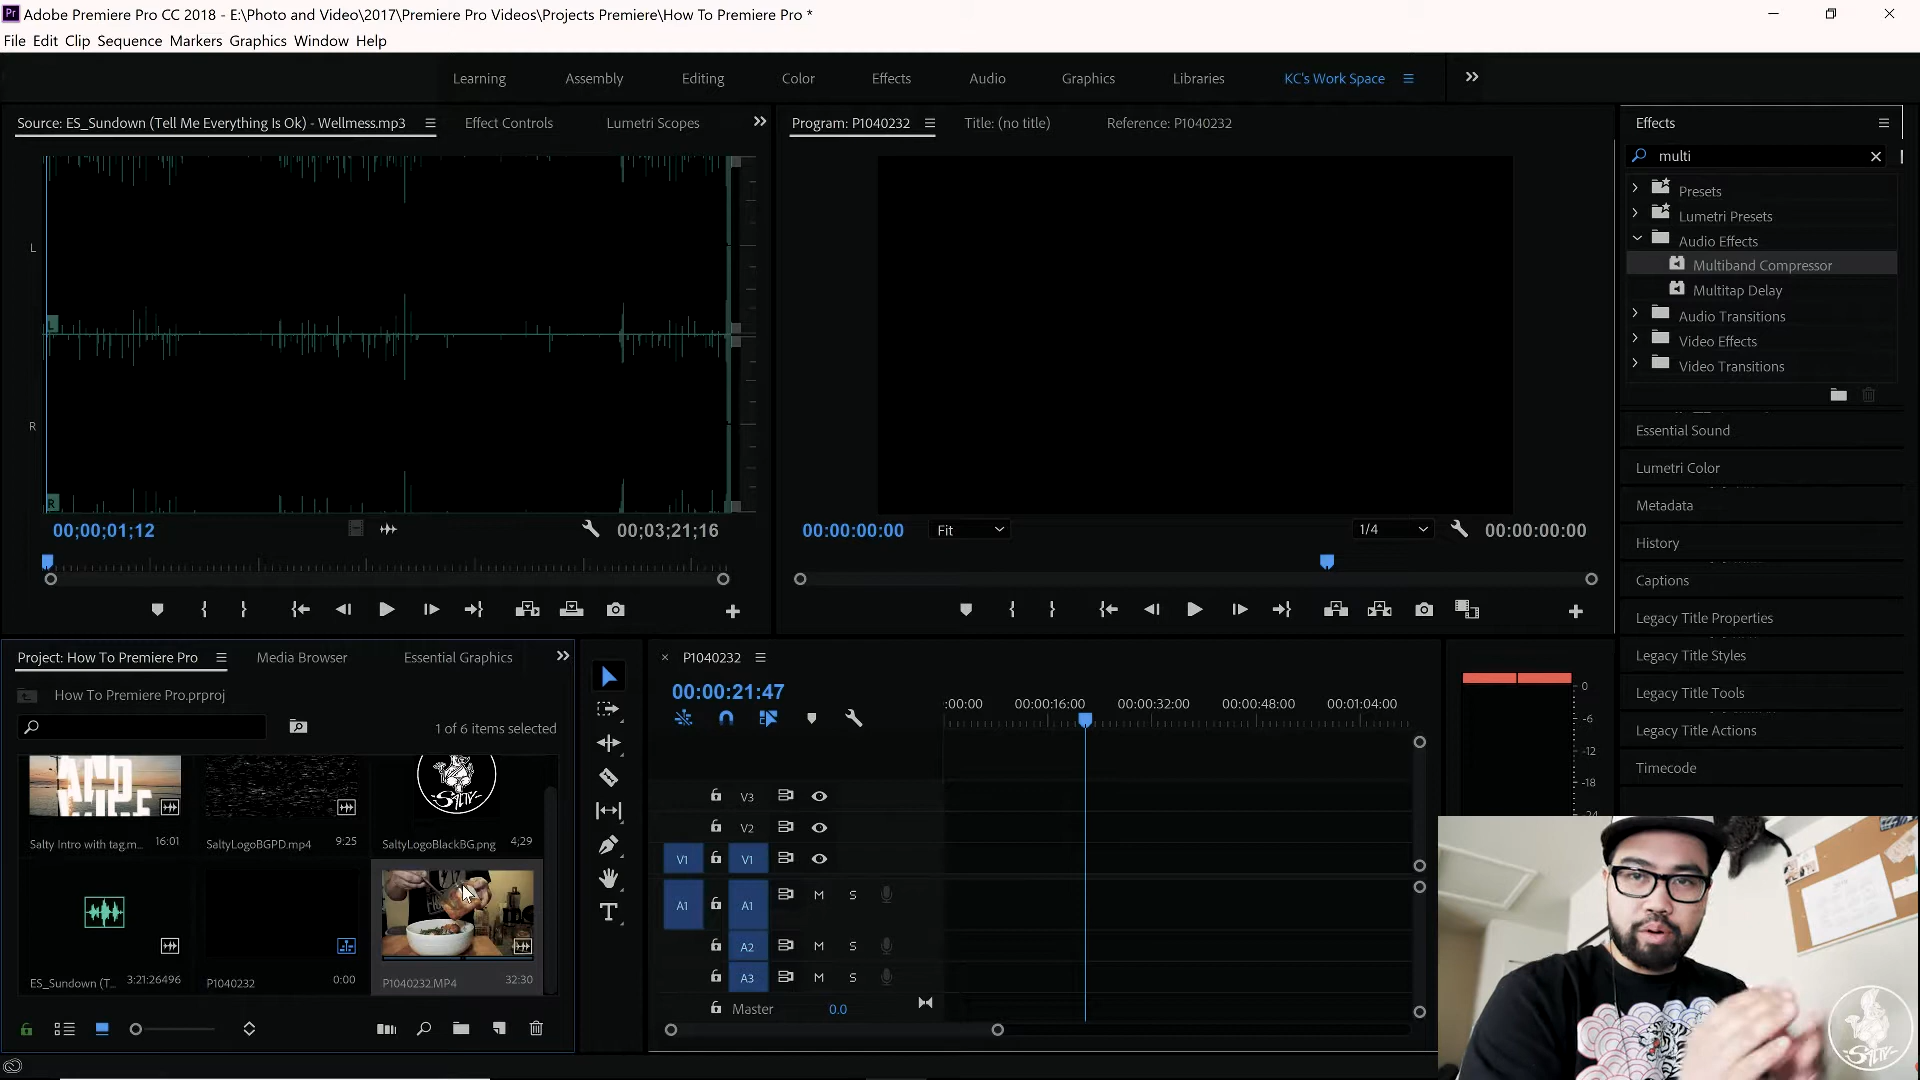 Adobe Premiere Pro CC 2018 - E:\Photo and Video\2017\Premiere Pro Videos\Projects Premiere\How To Premiere Pro *
File Edit Clip Sequence Markers Graphics Window Help
Learning Assembly Editing Color Effects Audio Graphics Libraries KC's Work Space
Source: ES_Sundown (Tell Me Everything Is Ok) - Wellmess.mp3 Effect Controls Lumetri Scopes
Program: P1040232 Title: (no title) Reference: P1040232
Effects
multi
Presets
Lumetri Presets
Audio Effects
Multiband Compressor
Multitap Delay
Audio Transitions
Video Effects
Video Transitions
L
L
R
R
00;00;01;12 00;03;21;16
00:00:00:00 Fit 1/4 00:00:00:00
Essential Sound
Lumetri Color
Metadata
History
Captions
Legacy Title Properties
Legacy Title Styles
Legacy Title Tools
Legacy Title Actions
Timecode
Project: How To Premiere Pro Media Browser Essential Graphics
How To Premiere Pro.prproj
1 of 6 items selected
Salty Intro with tag.m... 16:01
SaltyLogoBGPD.mp4 9:25
SALTY
SaltyLogoBlackBG.png 4;29
ES_Sundown (T... 3:21:26496
P1040232 0:00
P1040232.MP4 32:30
T
P1040232
00:00:21:47
:00:00 00:00:16:00 00:00:32:00 00:00:48:00 00:01:04:00
V3
V2
V1 V1
A1 A1 M S
A2 M S
A3 M S
Master 0.0
0
-6
-12
-18
-24
SALTY